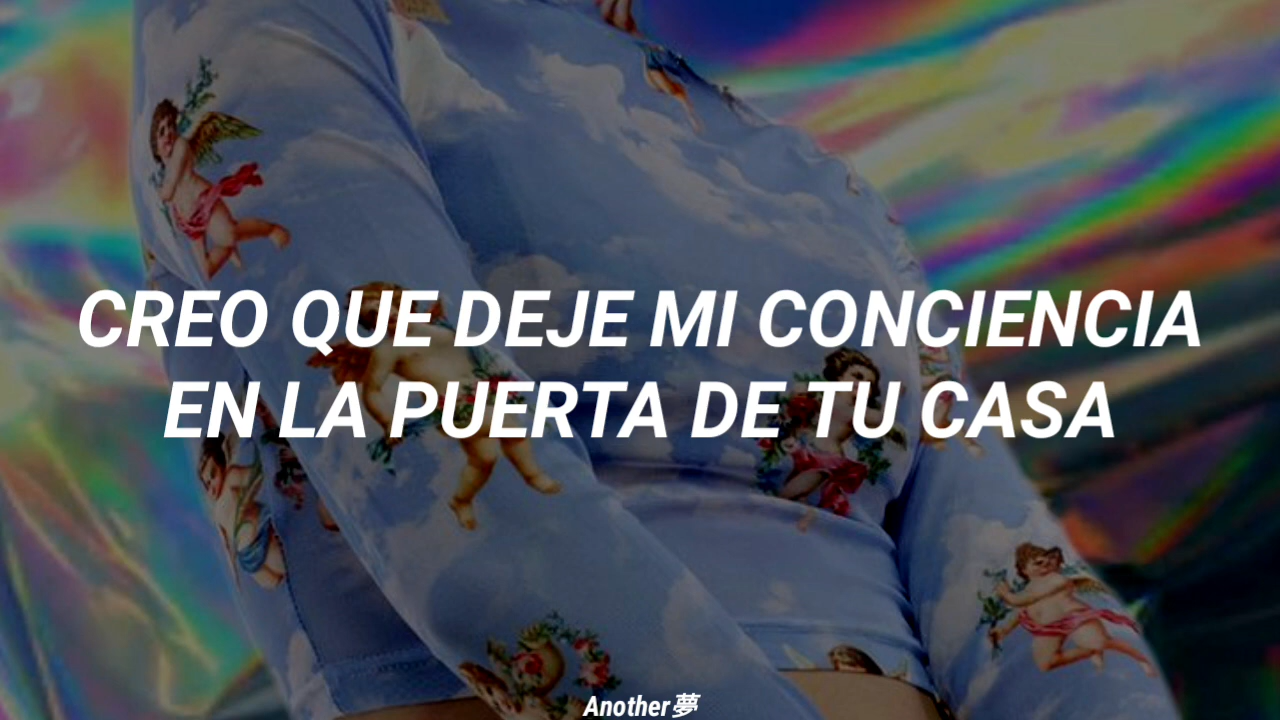 CREO QUE DEJE MI CONCIENCIA
EN LA PUERTA DE TU CASA
Another夢